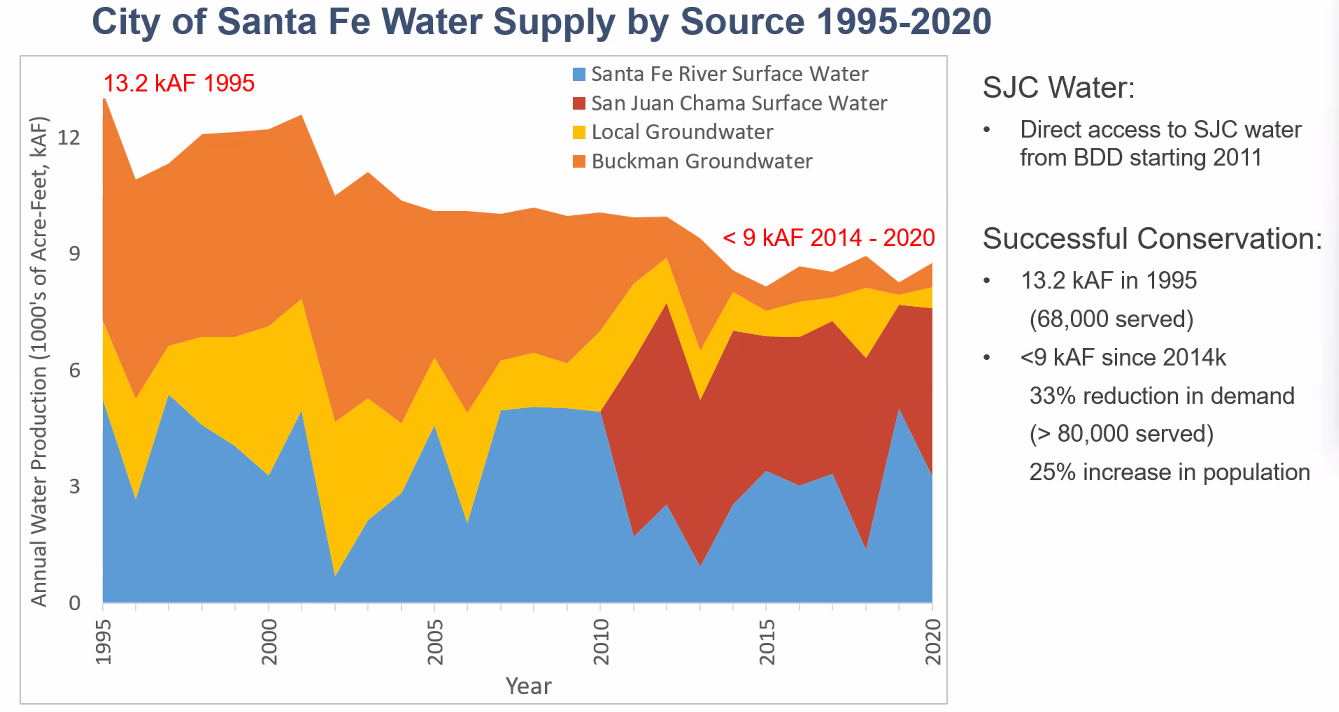 City of Santa Fe Water Supply by Source 1995-2020
13.2 kAF 1995
Santa Fe River Surface Water
San Juan Chama Surface Water
Local Groundwater
Buckman Groundwater
< 9 kAF 2014 - 2020
Annual Water Production (1000's of Acre-Feet, kAF)
12
9
6
3
0
1995
2000
2005
2010
2015
2020
Year
SJC Water:
• Direct access to SJC water
from BDD starting 2011
Successful Conservation:
• 13.2 kAF in 1995
(68,000 served)
• <9 kAF since 2014k
33% reduction in demand
(> 80,000 served)
25% increase in population